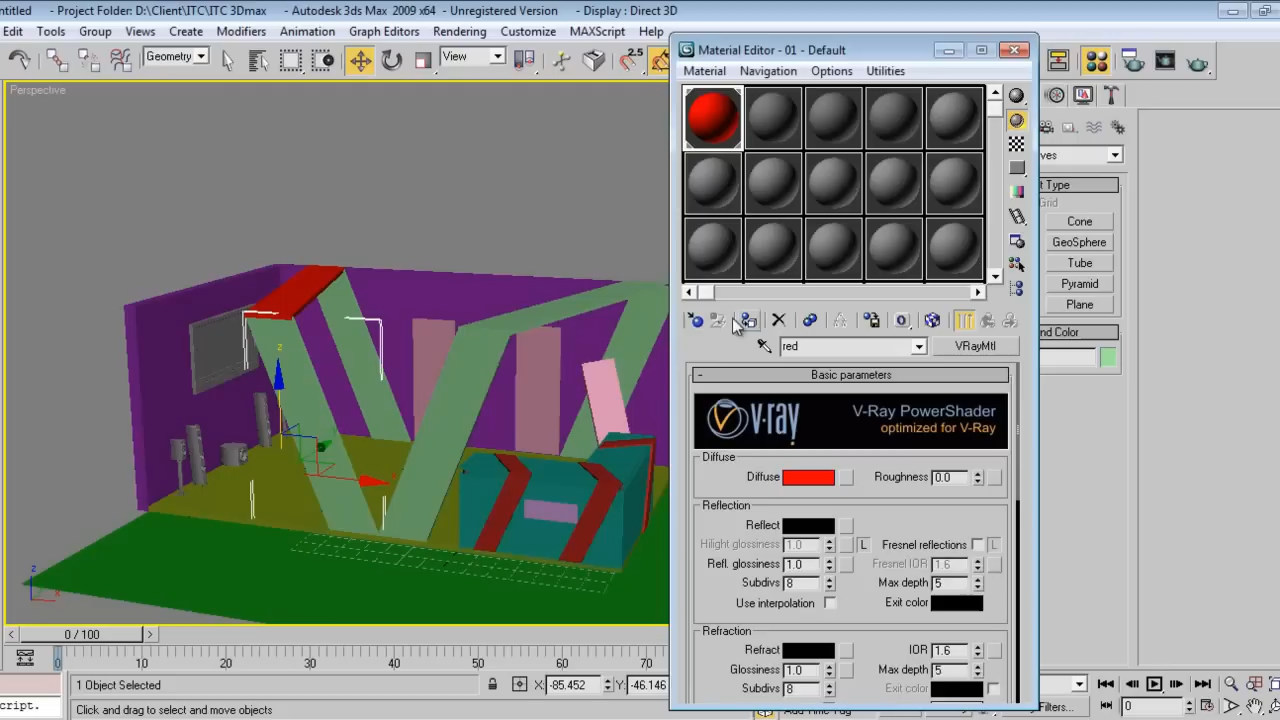 ntitled - Project Folder: D:\Client\ITC\ITC 3Dmax - Autodesk 3ds Max 2009 x64 - Unregistered Version - Display : Direct 3D
Edit Tools Group Views Create Modifiers Animation Graph Editors Rendering Customize MAXScript Help
Geometry View 2.5
Perspective
Material Editor - 01 - Default
Material Navigation Options Utilities
red VRayMtl
- Basic parameters
v·ray V-Ray PowerShader
optimized for V-Ray
Diffuse
Diffuse Roughness 0.0
Reflection
Reflect
Hilight glossiness 1.0 L Fresnel reflections L
Refl. glossiness 1.0 Fresnel IOR 1.6
Subdivs 8 Max depth 5
Use interpolation Exit color
Refraction
Refract IOR 1.6
Glossiness 1.0 Max depth 5
Subdivs 8 Exit color
ves
t Type
Grid
Cone
GeoSphere
Tube
Pyramid
Plane
nd Color
z
x
z
x
< 0 / 100 >
0 10 20 30 40 50 60 70
1 Object Selected X: -85.452 Y: -46.146
cript. Click and drag to select and move objects Add Time Tag Filters... 0